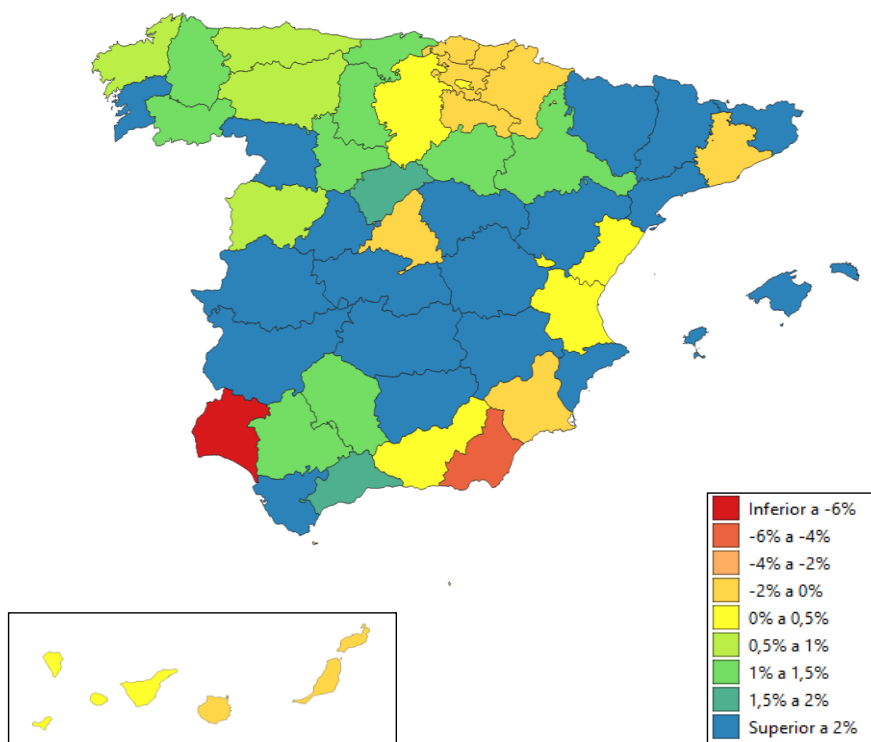 Inferior a -6%
-6% a -4%
-4% a -2%
-2% a 0%
0% a 0,5%
0,5% a 1%
1% a 1,5%
1,5% a 2%
Superior a 2%